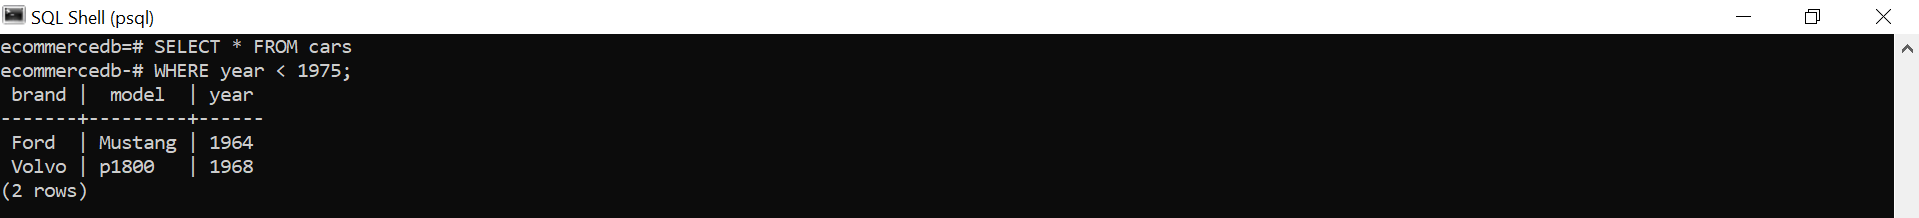 SQL Shell (psql)
ecommercedb=# SELECT * FROM cars
ecommercedb-# WHERE year < 1975;
 brand |  model  | year
-------+---------+------
 Ford  | Mustang | 1964
 Volvo | p1800   | 1968
(2 rows)